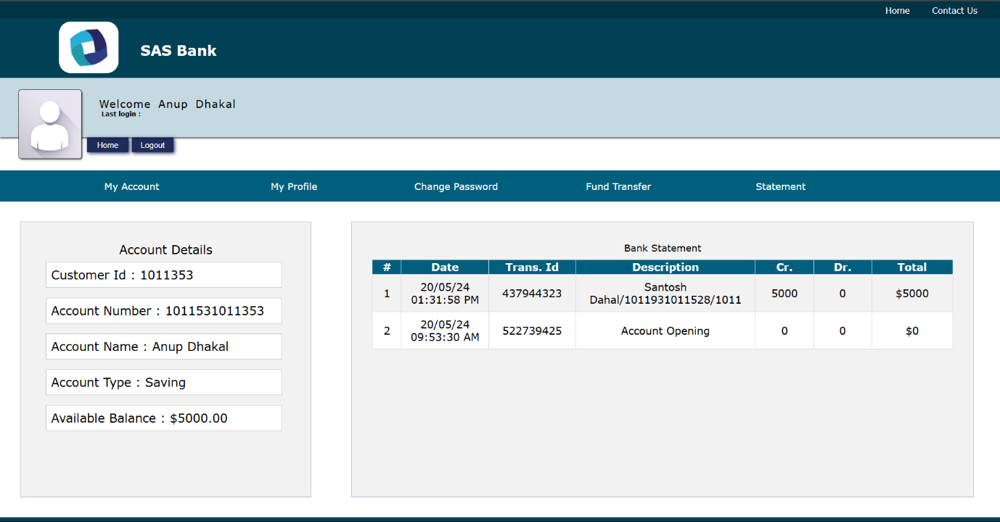 Home Contact Us
SAS Bank
Welcome Anup Dhakal
Last login :
Home Logout
My Account My Profile Change Password Fund Transfer Statement
Account Details
Customer Id : 1011353
Account Number : 1011531011353
Account Name : Anup Dhakal
Account Type : Saving
Available Balance : $5000.00
Bank Statement
# Date Trans. Id Description Cr. Dr. Total
1 20/05/24 01:31:58 PM 437944323 Santosh Dahal/1011931011528/1011 5000 0 $5000
2 20/05/24 09:53:30 AM 522739425 Account Opening 0 0 $0